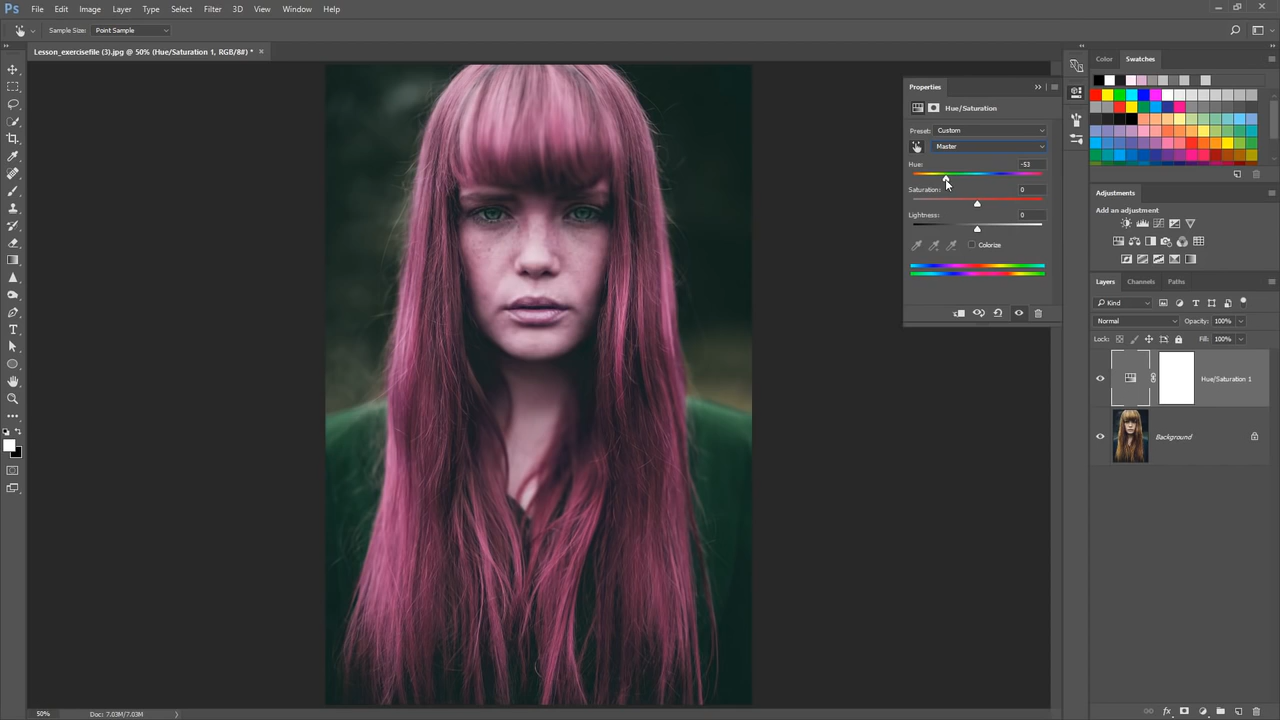 Ps File Edit Image Layer Type Select Filter 3D View Window Help
Sample Size: Point Sample
Lesson_exercisefile (3).jpg @ 50% (Hue/Saturation 1, RGB/8#) * ×
Properties
Hue/Saturation
Preset: Custom
Master
Hue: -53
Saturation: 0
Lightness: 0
Colorize
Color Swatches
Adjustments
Add an adjustment
Layers Channels Paths
Kind
Normal Opacity: 100%
Lock: Fill: 100%
Hue/Saturation 1
Background
50% Doc: 7.03M/7.03M